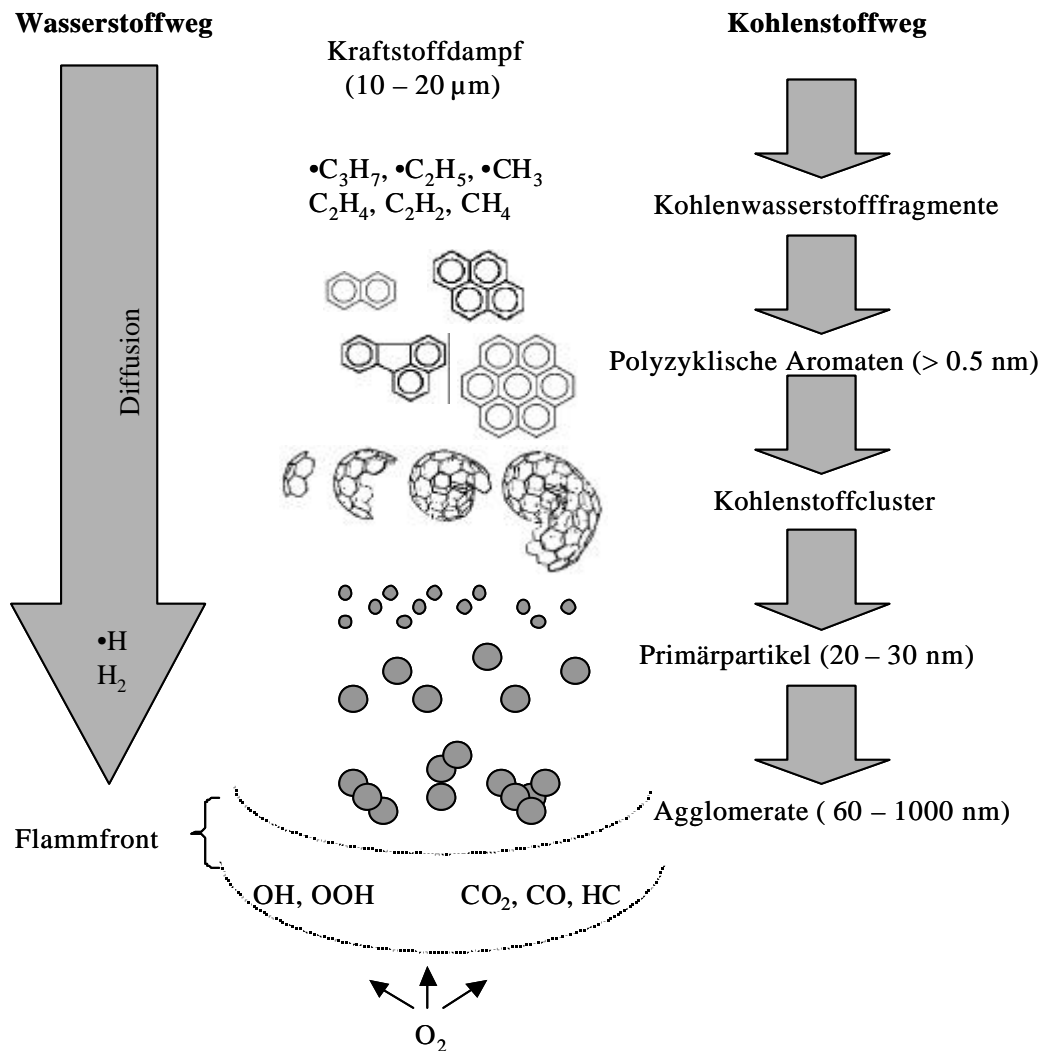 Wasserstoffweg
Kohlenstoffweg
Kraftstoffdampf
(10 – 20 µm)
•C₃H₇, •C₂H₅, •CH₃
C₂H₄, C₂H₂, CH₄
Kohlenwasserstofffragmente
Diffusion
Polyzyklische Aromaten (> 0.5 nm)
Kohlenstoffcluster
•H
H₂
Primärpartikel (20 – 30 nm)
Agglomerate ( 60 – 1000 nm)
Flammfront
OH, OOH
CO₂, CO, HC
O₂